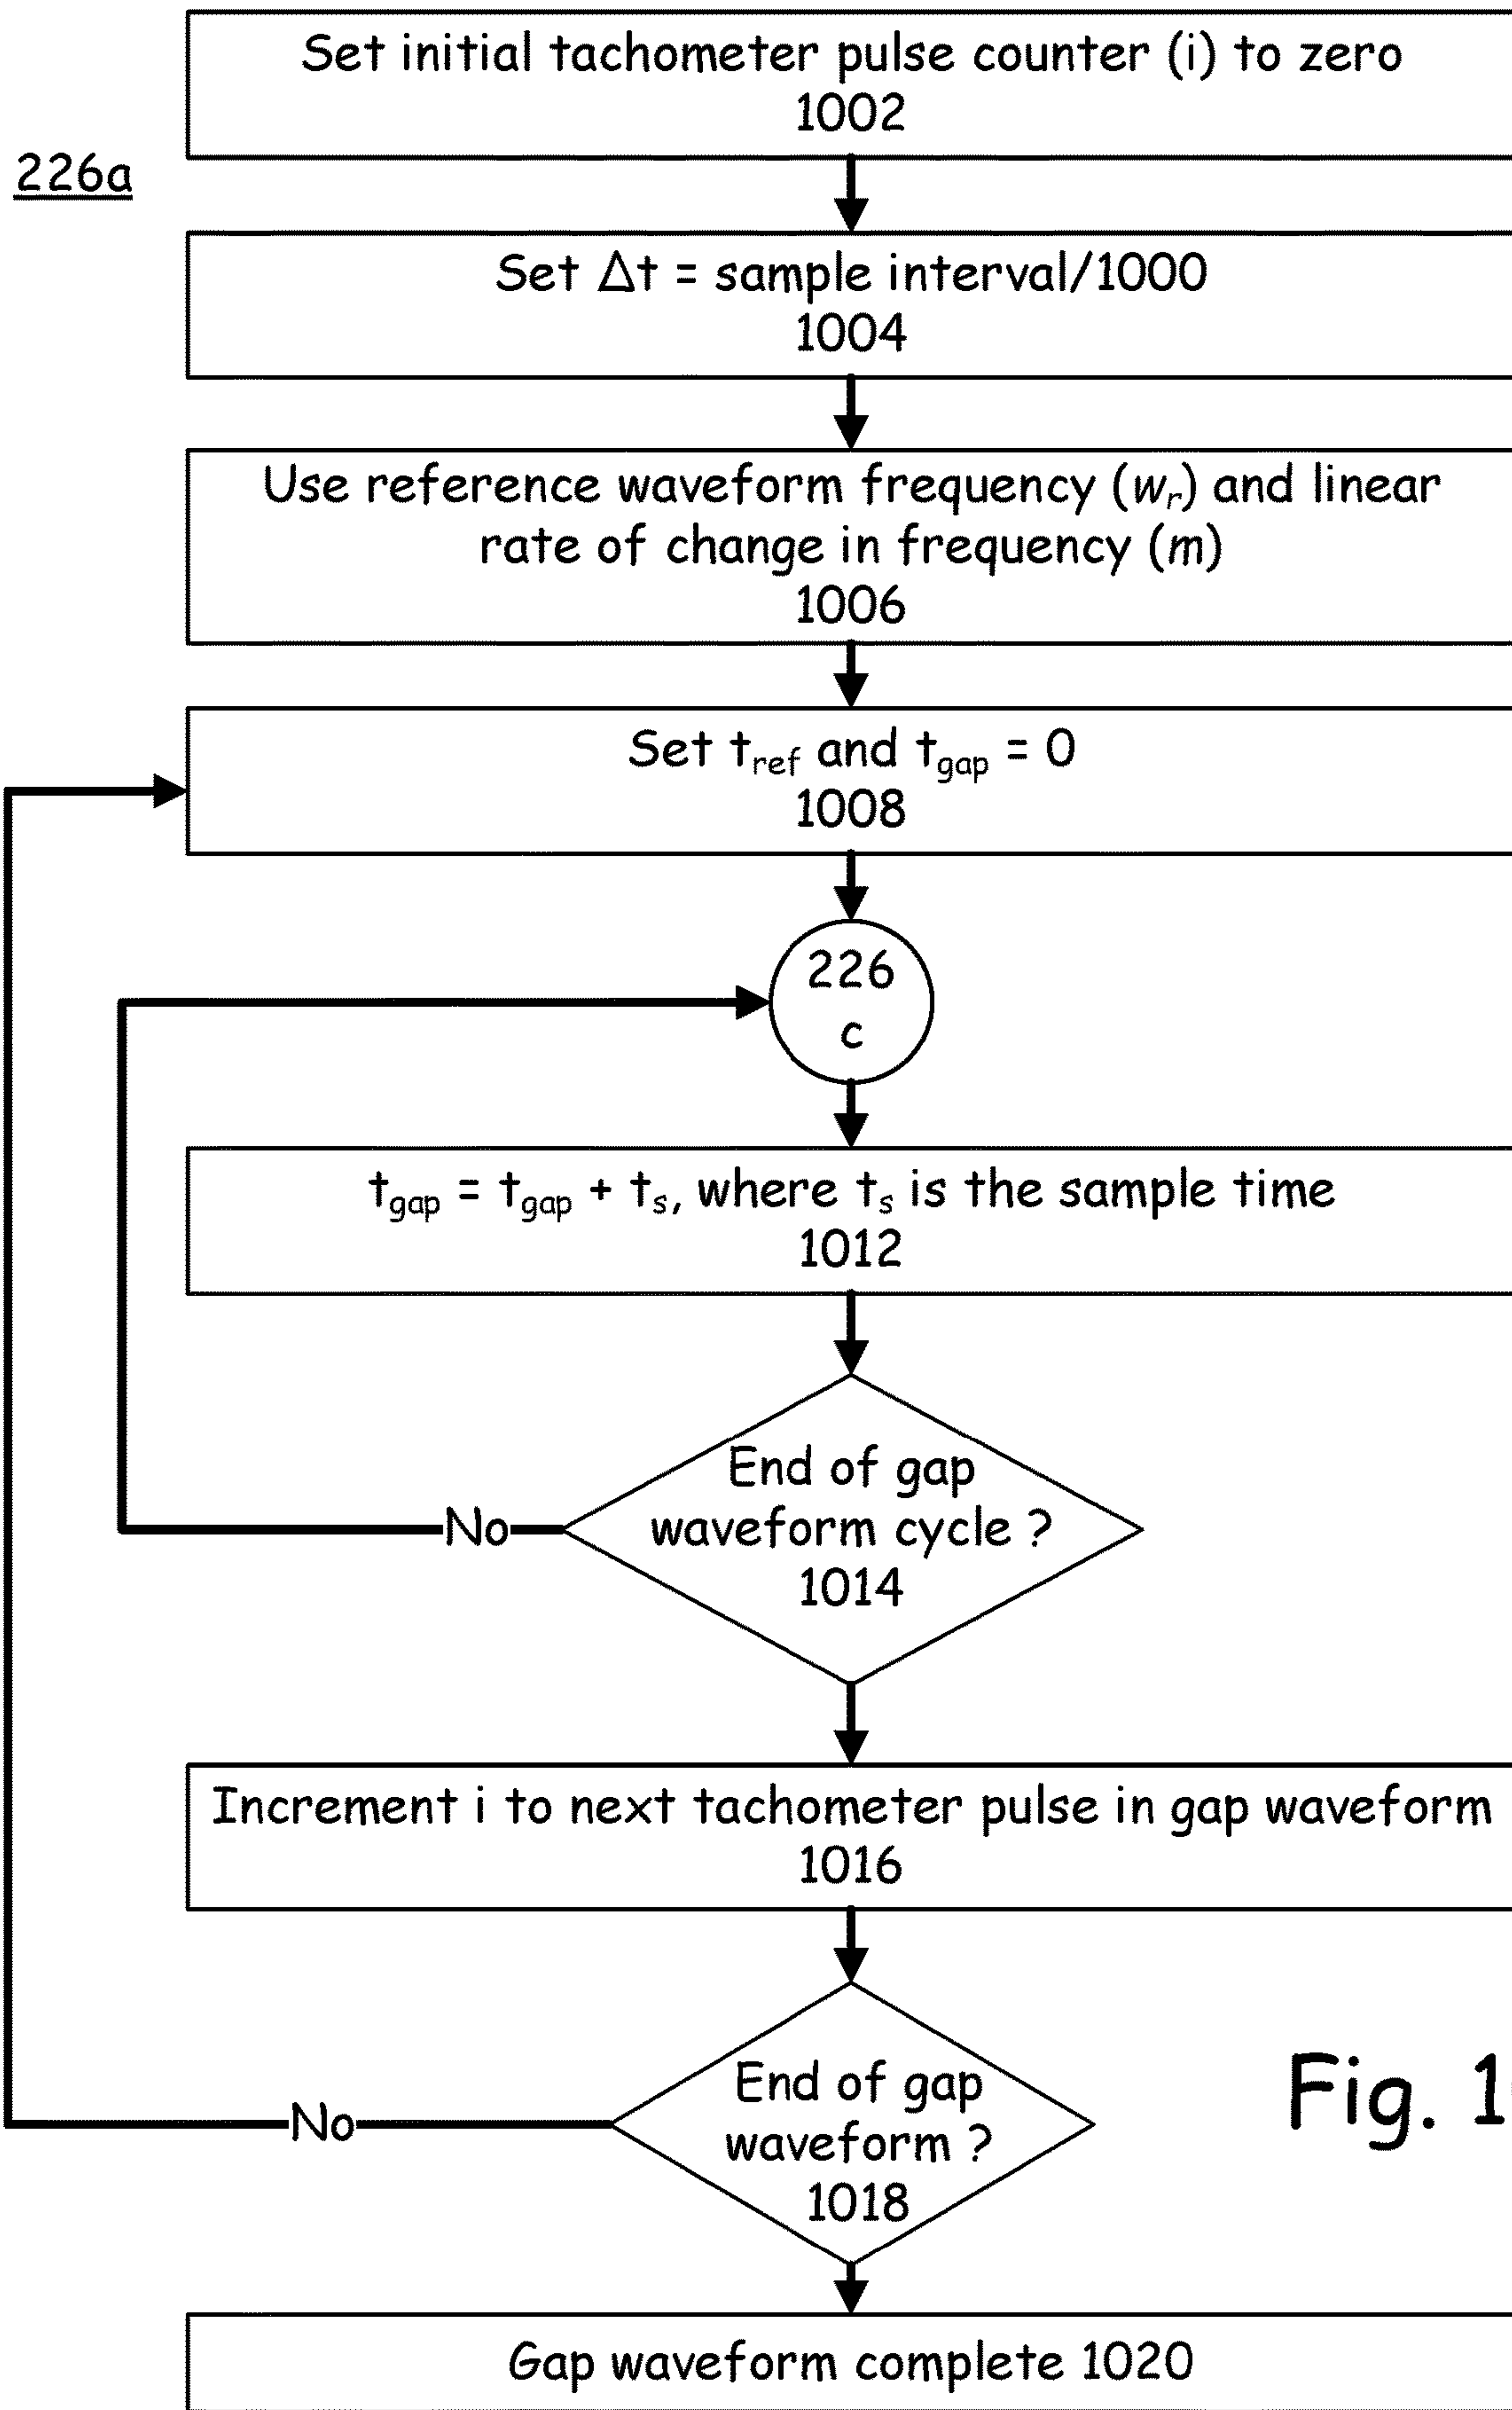 Set initial tachometer pulse counter (i) to zero
1002
226a
Set Δt = sample interval/1000
1004
Use reference waveform frequency (wr) and linear
rate of change in frequency (m)
1006
Set tref and tgap = 0
1008
226
c
tgap = tgap + ts, where ts is the sample time
1012
End of gap
waveform cycle ?
1014
No
Increment i to next tachometer pulse in gap waveform
1016
End of gap
waveform ?
1018
No
Fig. 1
Gap waveform complete 1020